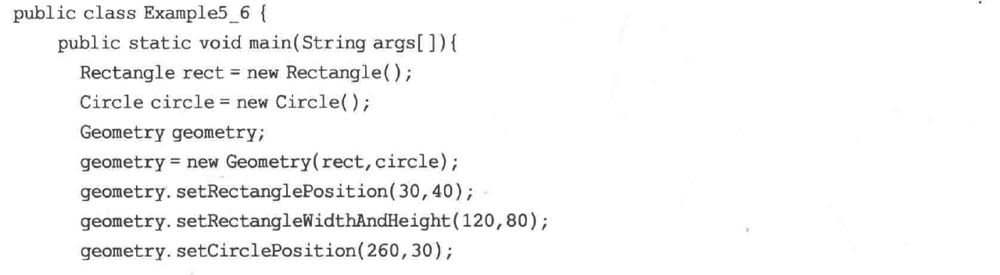 public class Example5_6 {
public static void main(String args[]){
Rectangle rect = new Rectangle();
Circle circle = new Circle();
Geometry geometry;
geometry = new Geometry(rect,circle);
geometry.setRectanglePosition(30,40);
geometry.setRectangleWidthAndHeight(120,80);
geometry.setCirclePosition(260,30);